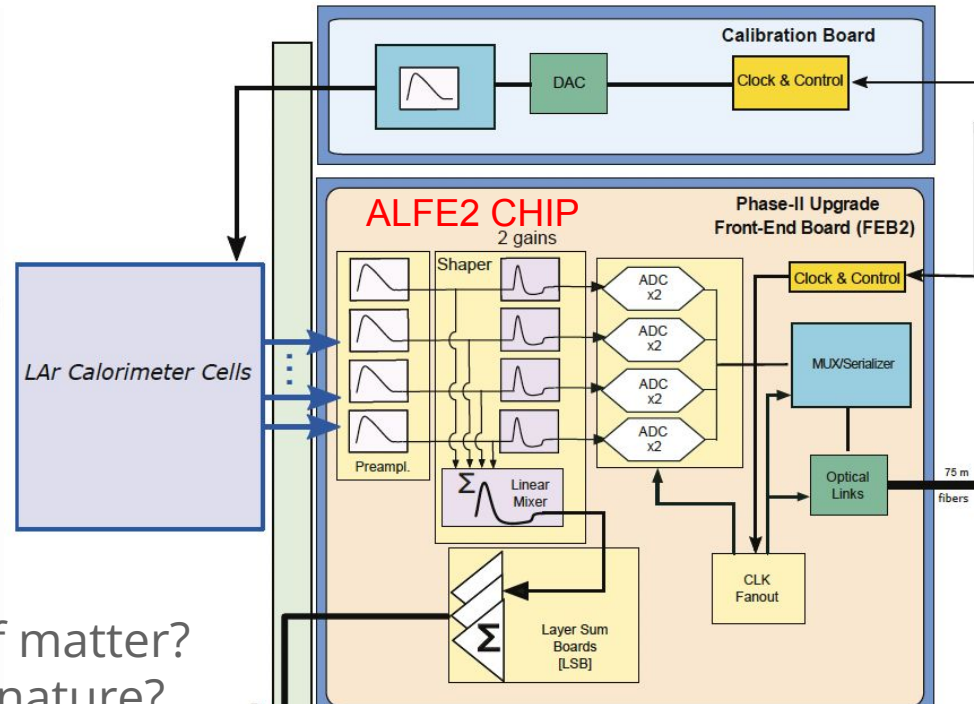 Calibration Board
DAC
Clock & Control
ALFE2 CHIP
2 gains
Phase-II Upgrade
Front-End Board (FEB2)
Shaper
ADC
x2
ADC
x2
ADC
x2
ADC
x2
Clock & Control
MUX/Serializer
LAr Calorimeter Cells
Preampl.
Σ
Linear
Mixer
Optical
Links
75 m
fibers
CLK
Fanout
Σ
Layer Sum
Boards
[LSB]
matter?
nature?